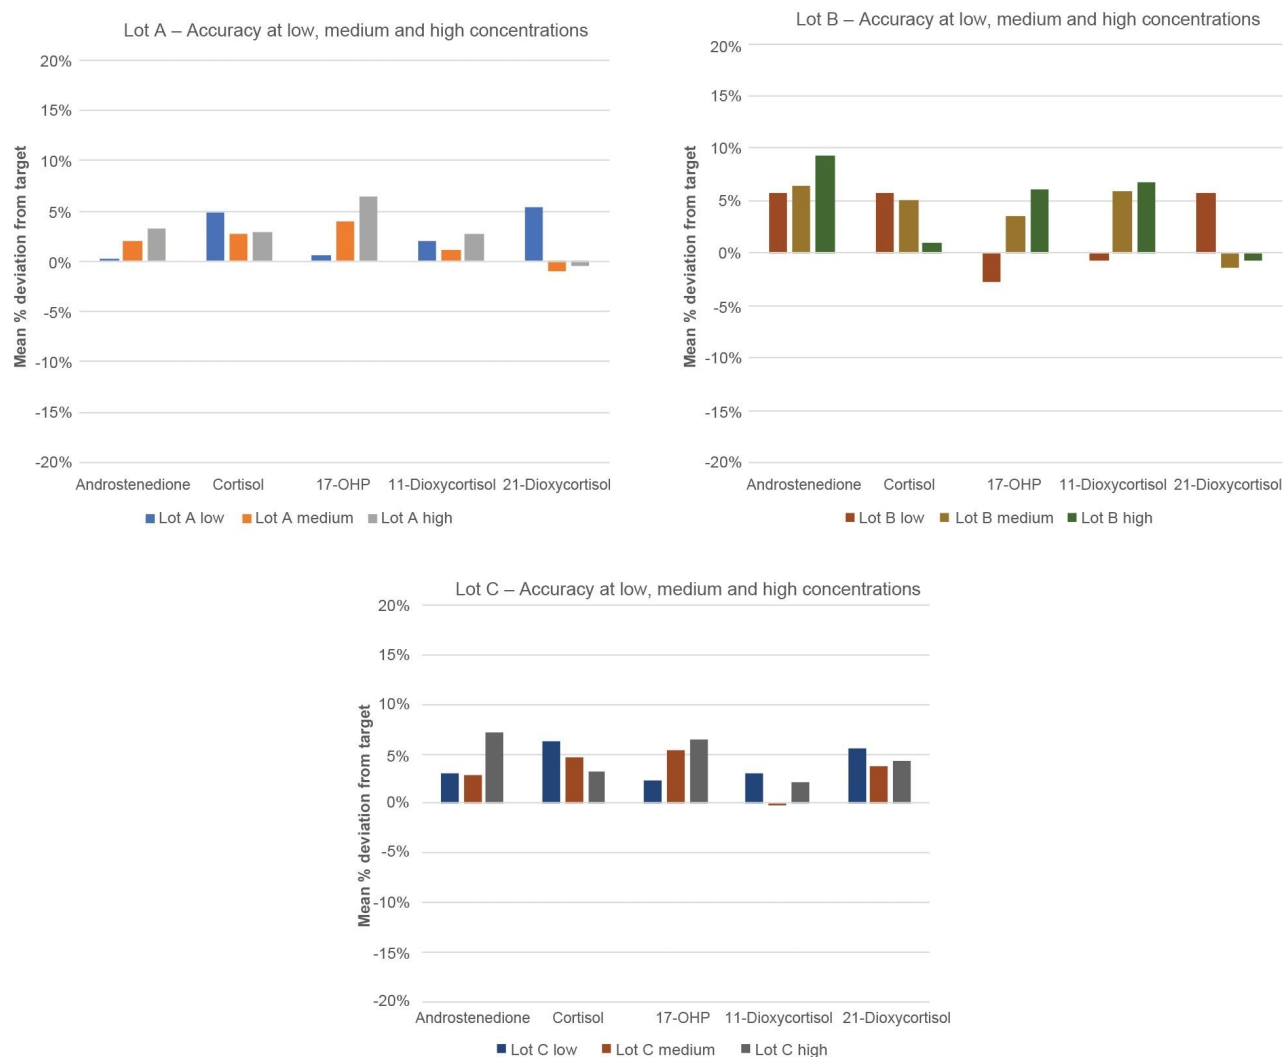 Lot A – Accuracy at low, medium and high concentrations
Mean % deviation from target
20%
15%
10%
5%
0%
-5%
-10%
-15%
-20%
Androstenedione Cortisol 17-OHP 11-Dioxycortisol 21-Dioxycortisol
Lot A low Lot A medium Lot A high
Lot B – Accuracy at low, medium and high concentrations
Mean % deviation from target
20%
15%
10%
5%
0%
-5%
-10%
-15%
-20%
Androstenedione Cortisol 17-OHP 11-Dioxycortisol 21-Dioxycortisol
Lot B low Lot B medium Lot B high
Lot C – Accuracy at low, medium and high concentrations
Mean % deviation from target
20%
15%
10%
5%
0%
-5%
-10%
-15%
-20%
Androstenedione Cortisol 17-OHP 11-Dioxycortisol 21-Dioxycortisol
Lot C low Lot C medium Lot C high